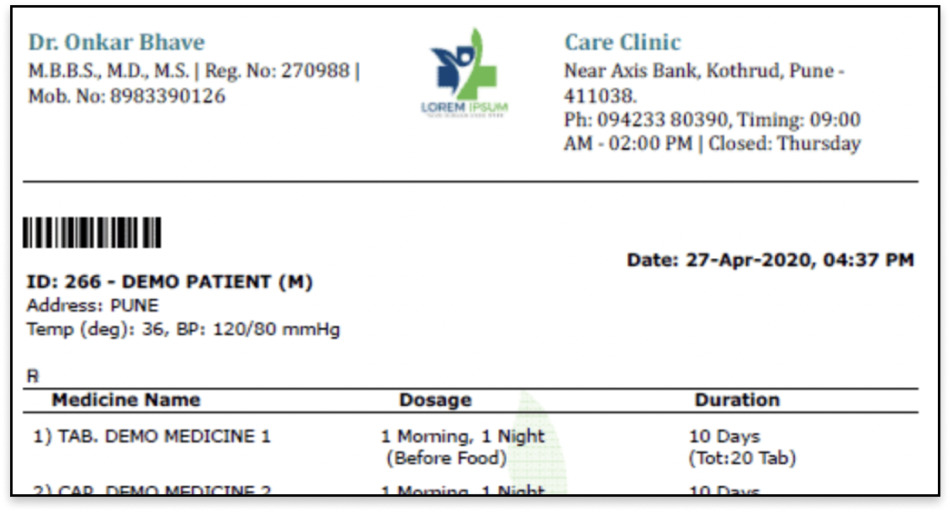 Dr. Onkar Bhave
M.B.B.S., M.D., M.S. | Reg. No: 270988 |
Mob. No: 8983390126
LOREM IPSUM
Care Clinic
Near Axis Bank, Kothrud, Pune -
411038.
Ph: 094233 80390, Timing: 09:00
AM - 02:00 PM | Closed: Thursday
Date: 27-Apr-2020, 04:37 PM
ID: 266 - DEMO PATIENT (M)
Address: PUNE
Temp (deg): 36, BP: 120/80 mmHg
R
Medicine Name Dosage Duration
1) TAB. DEMO MEDICINE 1 1 Morning, 1 Night 10 Days
(Before Food) (Tot:20 Tab)
2) CAP. DEMO MEDICINE 2 1 Morning, 1 Night 10 Days